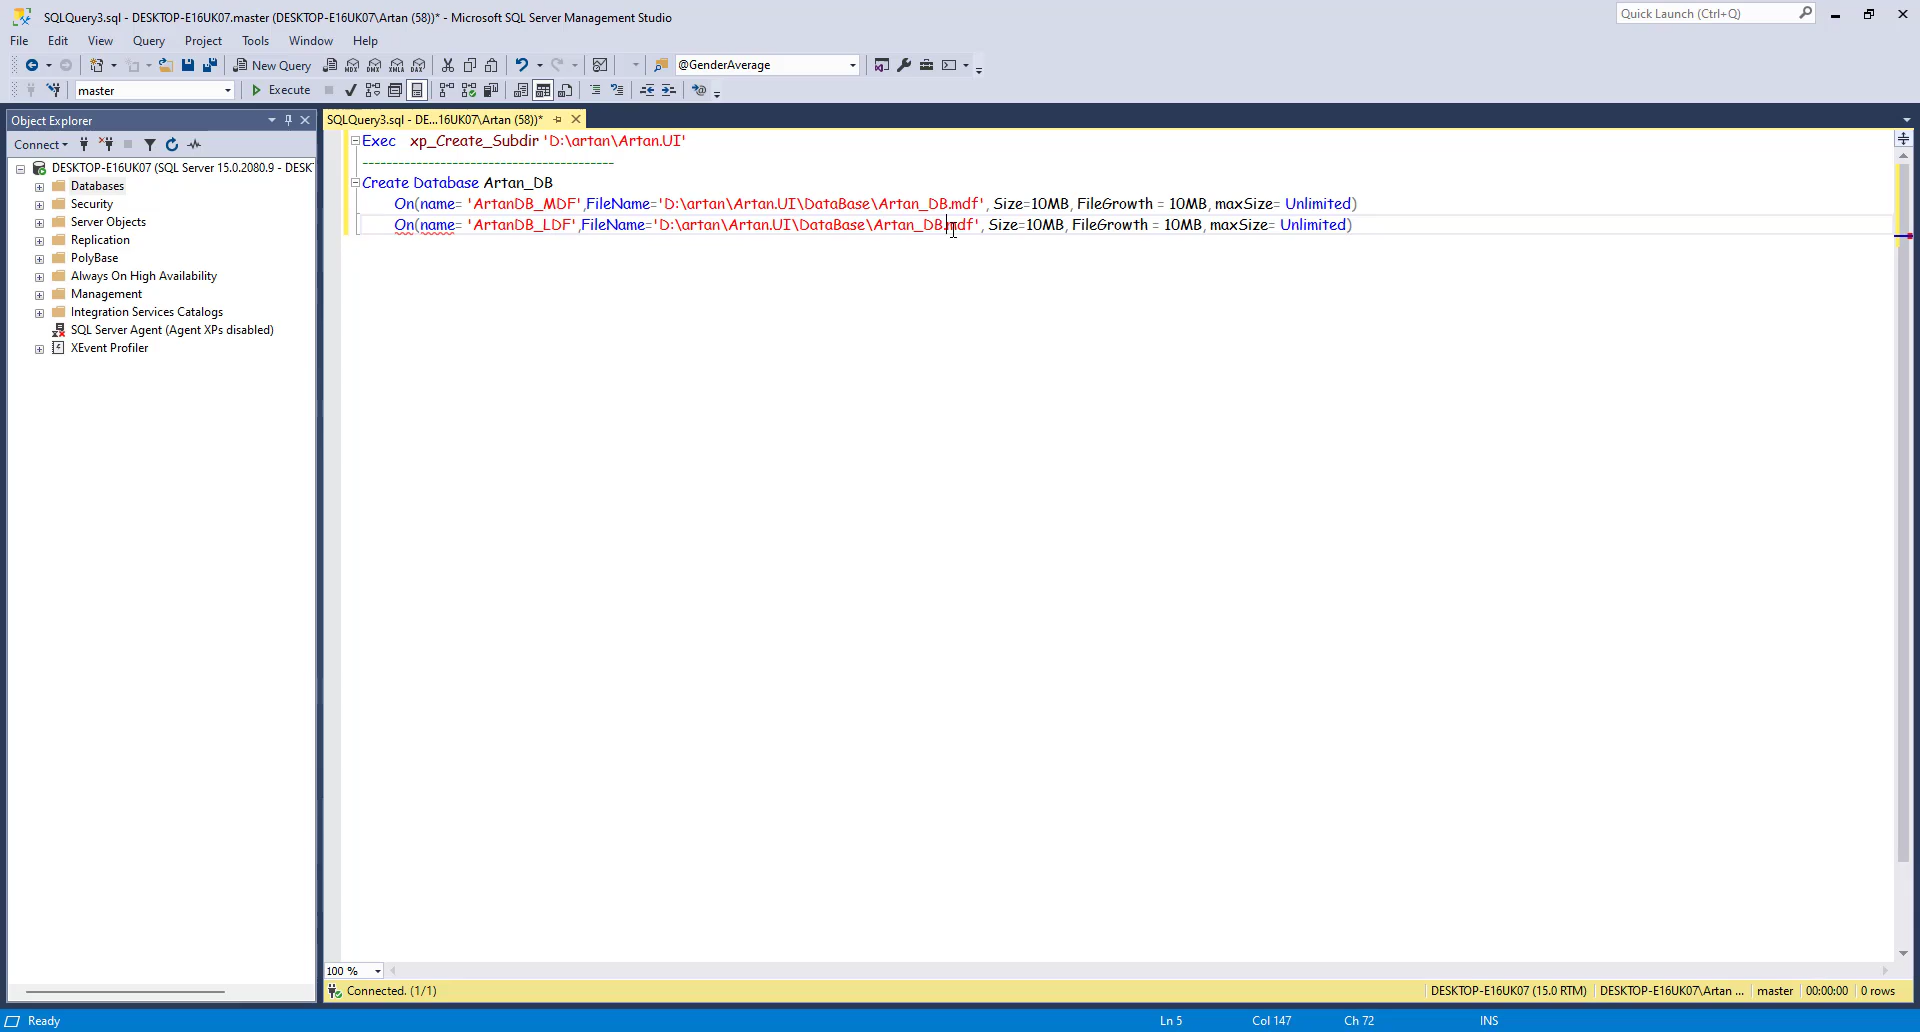 SQLQuery3.sql - DESKTOP-E16UK07.master (DESKTOP-E16UK07\Artan (58))* - Microsoft SQL Server Management Studio
Quick Launch (Ctrl+Q)
File Edit View Query Project Tools Window Help
New Query
MDX DMX XMLA DAX
@GenderAverage
master
Execute
Object Explorer
SQLQuery3.sql - DE...16UK07\Artan (58))*
Connect
DESKTOP-E16UK07 (SQL Server 15.0.2080.9 - DESK
Databases
Security
Server Objects
Replication
PolyBase
Always On High Availability
Management
Integration Services Catalogs
SQL Server Agent (Agent XPs disabled)
XEvent Profiler
Exec xp_Create_Subdir 'D:\artan\Artan.UI'
------------------------------------------
Create Database Artan_DB
On(name= 'ArtanDB_MDF',FileName='D:\artan\Artan.UI\DataBase\Artan_DB.mdf', Size=10MB, FileGrowth = 10MB, maxSize= Unlimited)
On(name= 'ArtanDB_LDF',FileName='D:\artan\Artan.UI\DataBase\Artan_DB.mdf', Size=10MB, FileGrowth = 10MB, maxSize= Unlimited)
100 %
Connected. (1/1)
DESKTOP-E16UK07 (15.0 RTM)
DESKTOP-E16UK07\Artan ...
master
00:00:00
0 rows
Ready
Ln 5
Col 147
Ch 72
INS